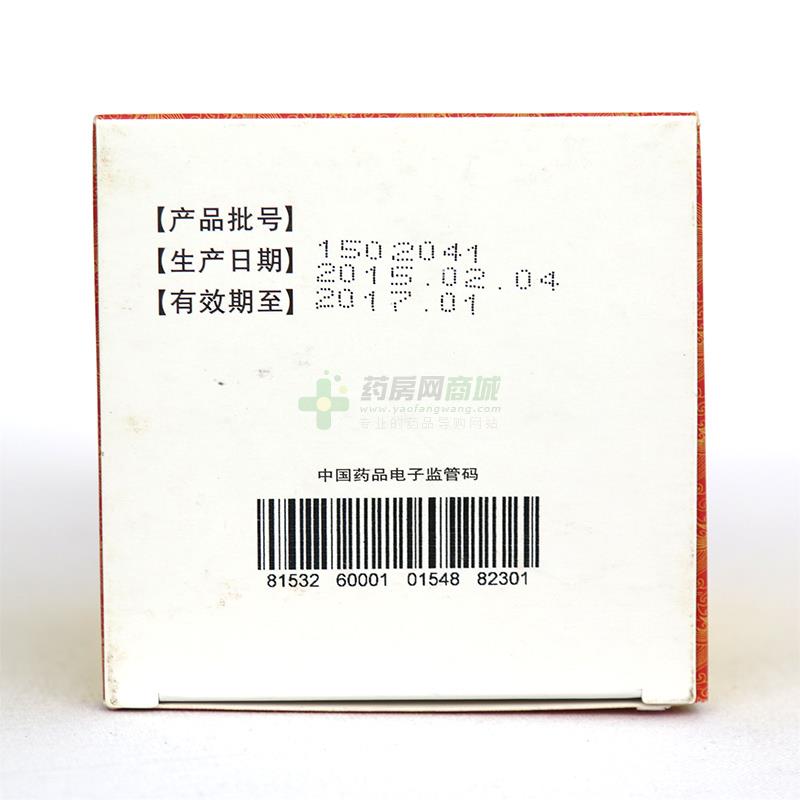 【产品批号】 1502041
【生产日期】 2015.02.04
【有效期至】 2017.01
药房网商城
www.yaofangwang.com
专业的药品导购网站
中国药品电子监管码
81532 60001 01548 82301